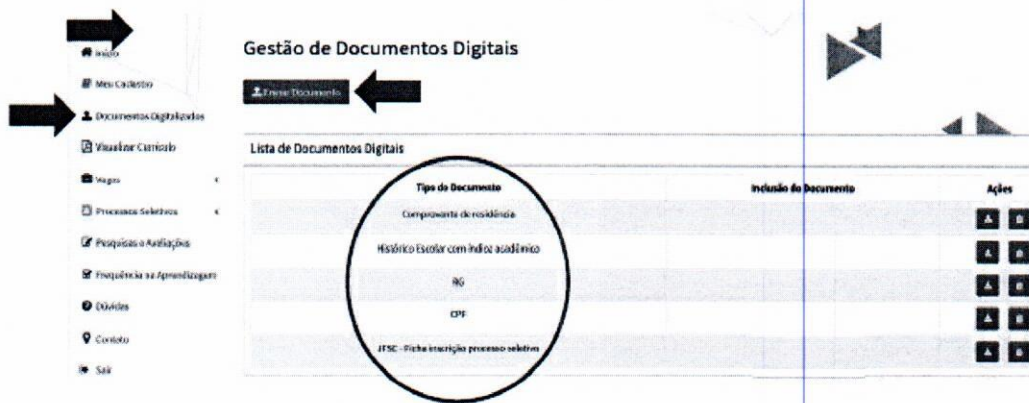 Início
Meu Cadastro
Documentos Digitalizados
Visualizar Currículo
Vagas
Processos Seletivos
Pesquisas e Avaliações
Frequência na Aprendizagem
Dúvidas
Contato
Sair
Gestão de Documentos Digitais
Enviar Documento
Lista de Documentos Digitais
Tipo do Documento Inclusão do Documento Ações
Comprovante de residência
Histórico Escolar com índice acadêmico
RG
CPF
JFSC - Ficha inscrição processo seletivo